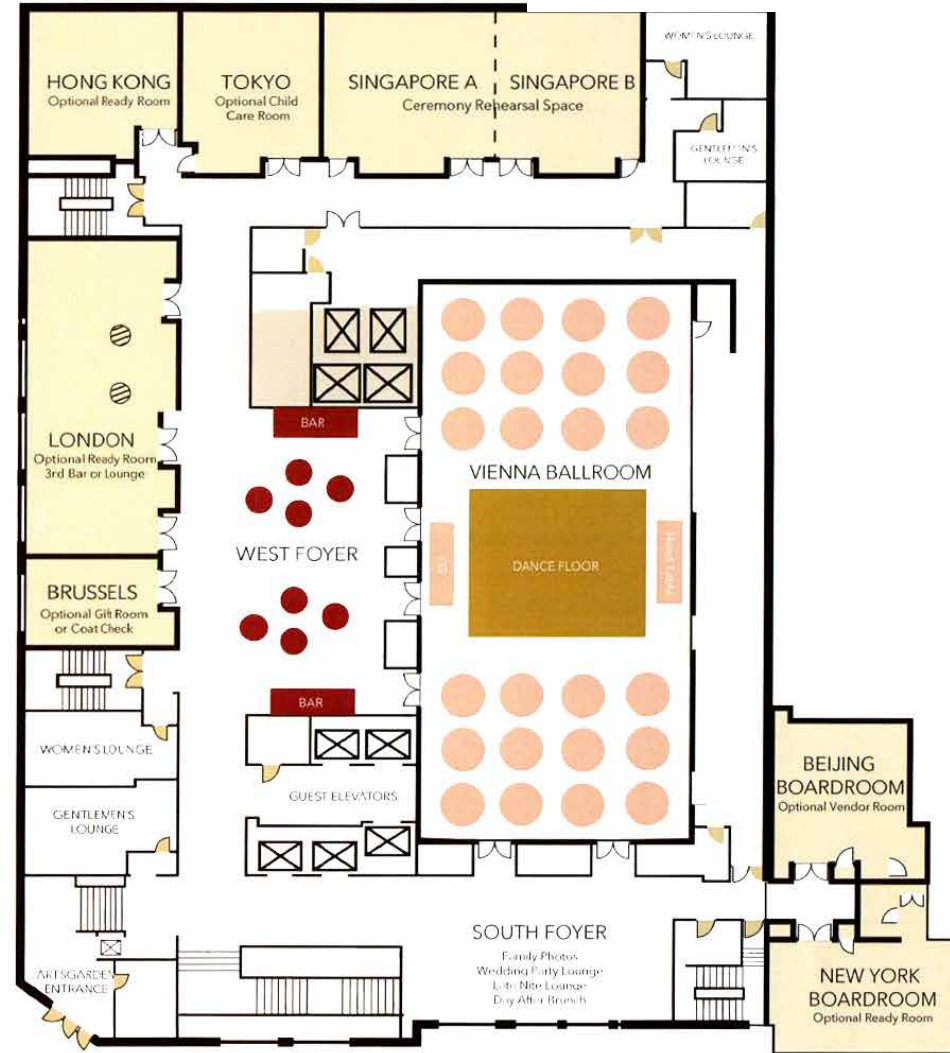 WOMEN'S LOUNGE
HONG KONG
Optional Ready Room
TOKYO
Optional Child
Care Room
SINGAPORE A
SINGAPORE B
Ceremony Rehearsal Space
GENTLEMEN'S
LOUNGE
LONDON
Optional Ready Room
3rd Bar or Lounge
BAR
VIENNA BALLROOM
WEST FOYER
DANCE FLOOR
Head Table
DJ
BRUSSELS
Optional Gift Room
or Coat Check
BAR
WOMEN'S LOUNGE
GUEST ELEVATORS
GENTLEMEN'S
LOUNGE
BEIJING
BOARDROOM
Optional Vendor Room
SOUTH FOYER
Family Photos
Wedding Party Lounge
Late Nite Lounge
Day After Brunch
ARTSGARDEN
ENTRANCE
NEW YORK
BOARDROOM
Optional Ready Room